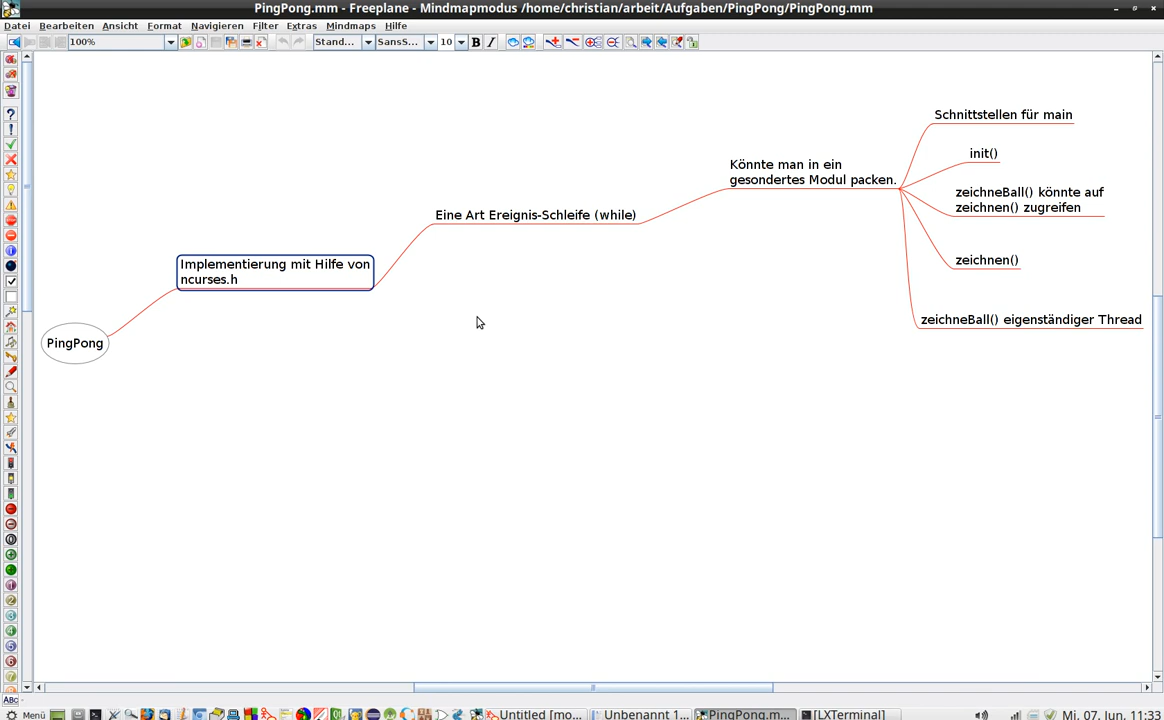 PingPong.mm - Freeplane - Mindmapmodus /home/christian/arbeit/Aufgaben/PingPong/PingPong.mm
Datei Bearbeiten Ansicht Format Navigieren Filter Extras Mindmaps Hilfe
100% Stand... SansS... 10 B I
Schnittstellen für main
init()
Könnte man in ein
gesondertes Modul packen.
zeichneBall() könnte auf
zeichnen() zugreifen
Eine Art Ereignis-Schleife (while)
zeichnen()
Implementierung mit Hilfe von
ncurses.h
zeichneBall() eigenständiger Thread
PingPong
ABC
Menü Untitled [mo... Unbenannt 1... PingPong.m... [LXTerminal] Mi, 07. Jun, 11:33